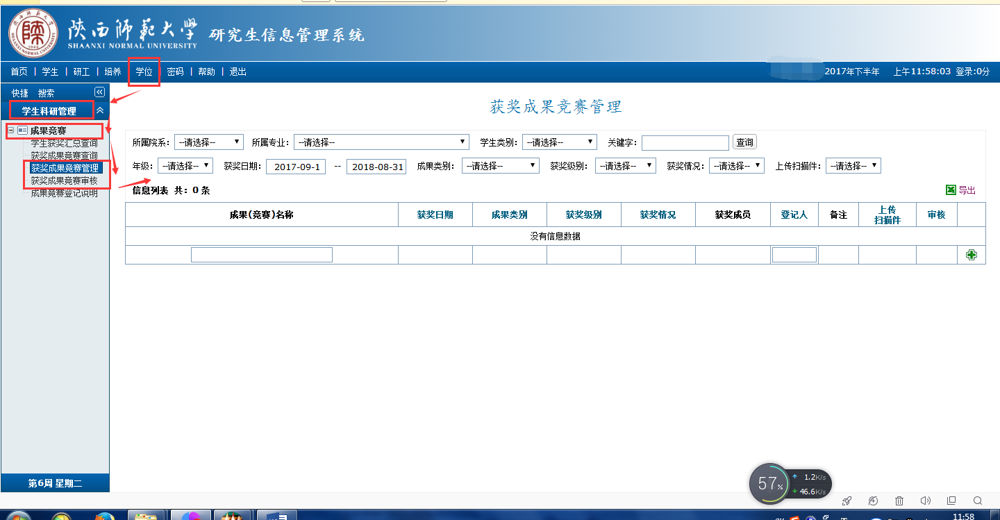 陕西师范大学 研究生信息管理系统
SHAANXI NORMAL UNIVERSITY
首页 | 学生 | 研工 | 培养 | 学位 | 密码 | 帮助 | 退出
2017年下半年 上午11:58:03 登录:0分
快捷 搜索
学生科研管理
成果竞赛
学生获奖汇总查询
获奖成果竞赛查询
获奖成果竞赛管理
获奖成果竞赛审核
成果竞赛登记说明
第6周 星期二
获奖成果竞赛管理
所属院系: --请选择-- 所属专业: --请选择-- 学生类别: --请选择-- 关键字: 查询
年级: --请选择-- 获奖日期: 2017-09-1 -- 2018-08-31 成果类别: --请选择-- 获奖级别: --请选择-- 获奖情况: --请选择-- 上传扫描件: --请选择--
信息列表 共: 0 条 导出
成果(竞赛)名称 获奖日期 成果类别 获奖级别 获奖情况 获奖成员 登记人 备注 上传扫描件 审核
没有信息数据
57% 1.2K/s
46.6K/s
11:58